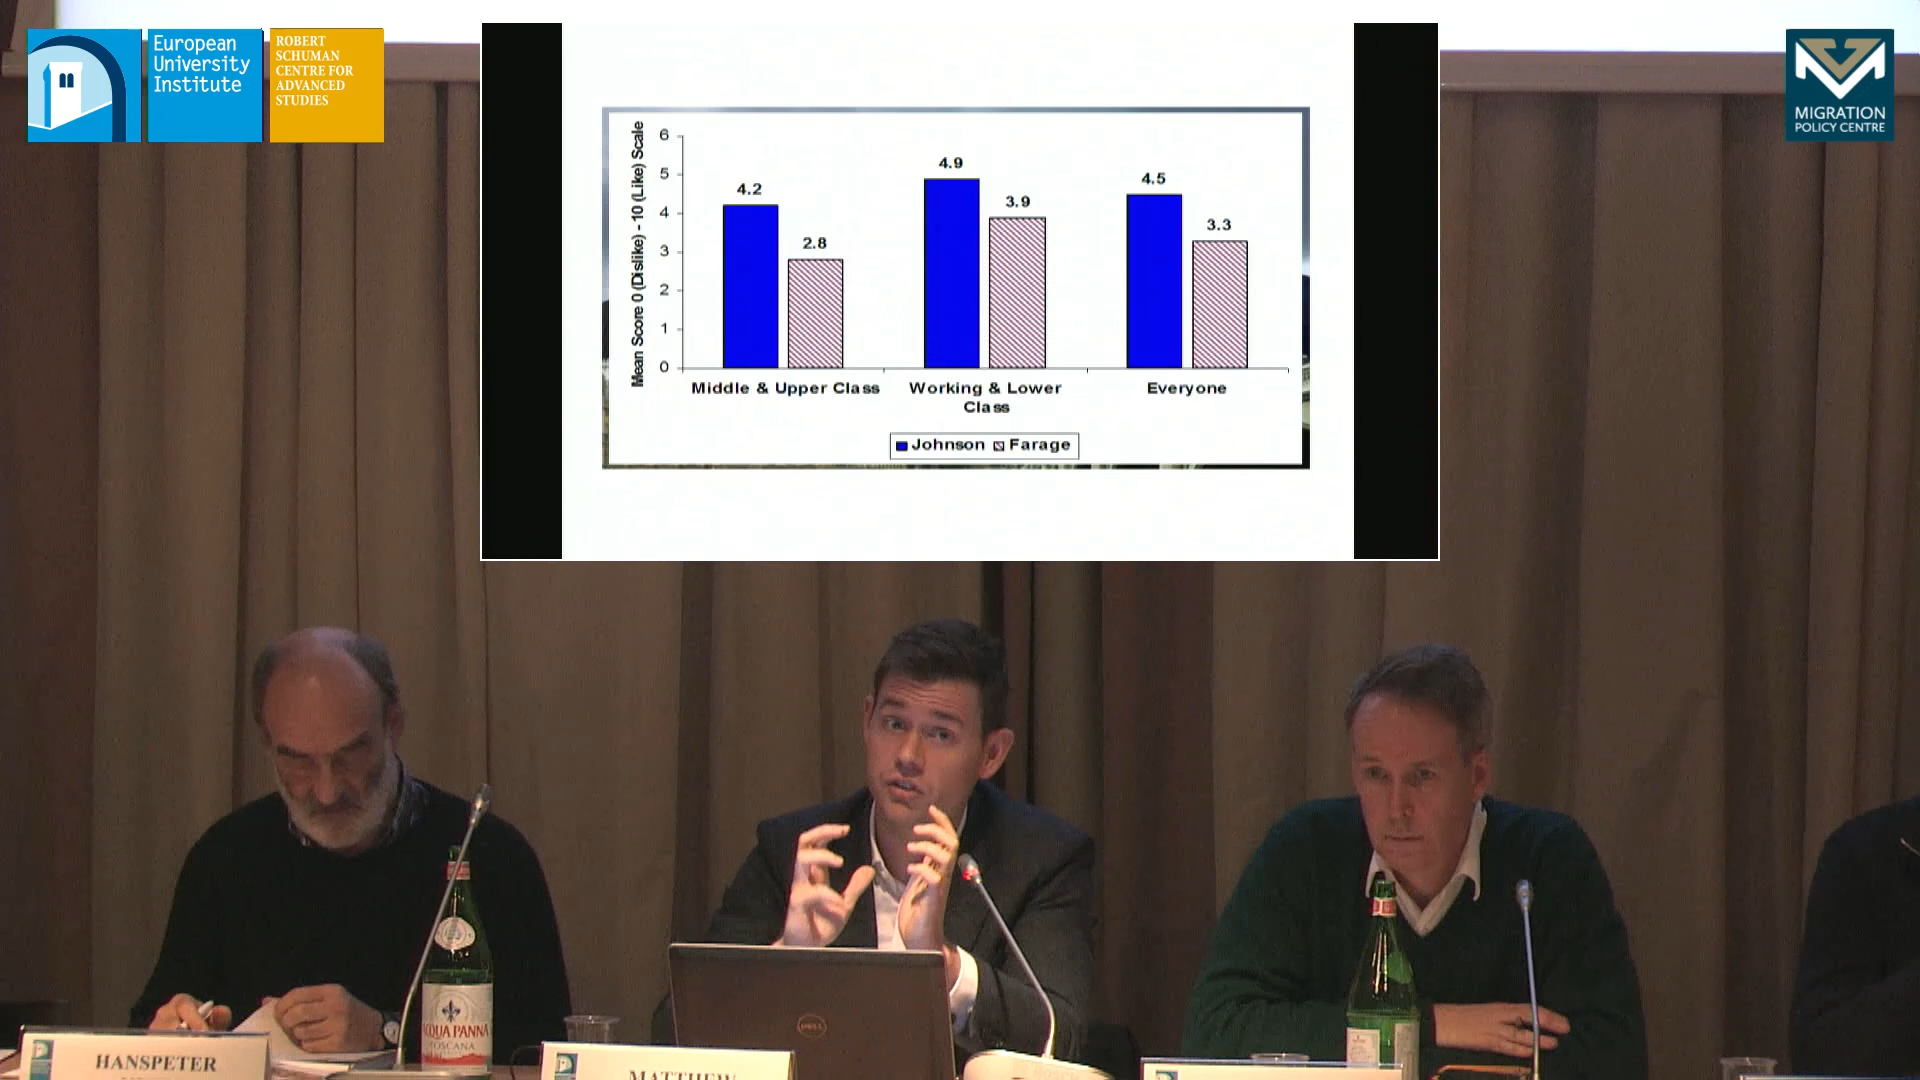 European
University
Institute
ROBERT
SCHUMAN
CENTRE FOR
ADVANCED
STUDIES
MIGRATION
POLICY CENTRE
Mean Score 0 (Dislike) - 10 (Like) Scale
6
5
4
3
2
1
0
4.2
2.8
4.9
3.9
4.5
3.3
Middle & Upper Class
Working & Lower
Class
Everyone
Johnson
Farage
ACQUA PANNA
TOSCANA
DELL
HANSPETER
MATTHEW